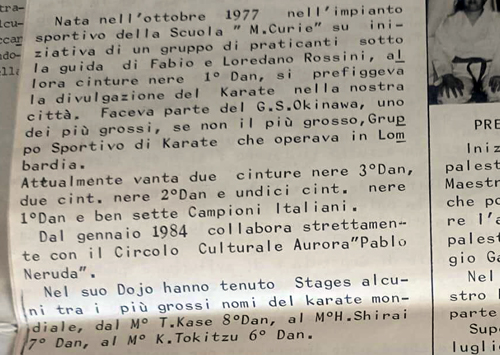 Nata nell'ottobre 1977 nell'impianto
sportivo della Scuola " M.Curie" su ini-
ziativa di un gruppo di praticanti sotto
la guida di Fabio e Loredano Rossini, al
lora cinture nere 1° Dan, si prefiggeva
la divulgazione del Karate nella nostra
città. Faceva parte del G.S.Okinawa, uno
dei più grossi, se non il più grosso,Grup
po Sportivo di Karate che operava in Lom
bardia.
Attualmente vanta due cinture nere 3°Dan,
due cint. nere 2°Dan e undici cint. nere
1°Dan e ben sette Campioni Italiani.
Dal gennaio 1984 collabora strettamen-
te con il Circolo Culturale Aurora"Pablo
Neruda".
Nel suo Dojo hanno tenuto Stages alcu-
ni tra i più grossi nomi del karate mon-
diale, dal M° T.Kase 8°Dan, al M°H.Shirai
7° Dan, al M° K.Tokitzu 6° Dan.
PRE
Iniz
palest
Maestr
che po
re l'a
palest
gio Ga
Nel
stro
parte
Sup
luglio